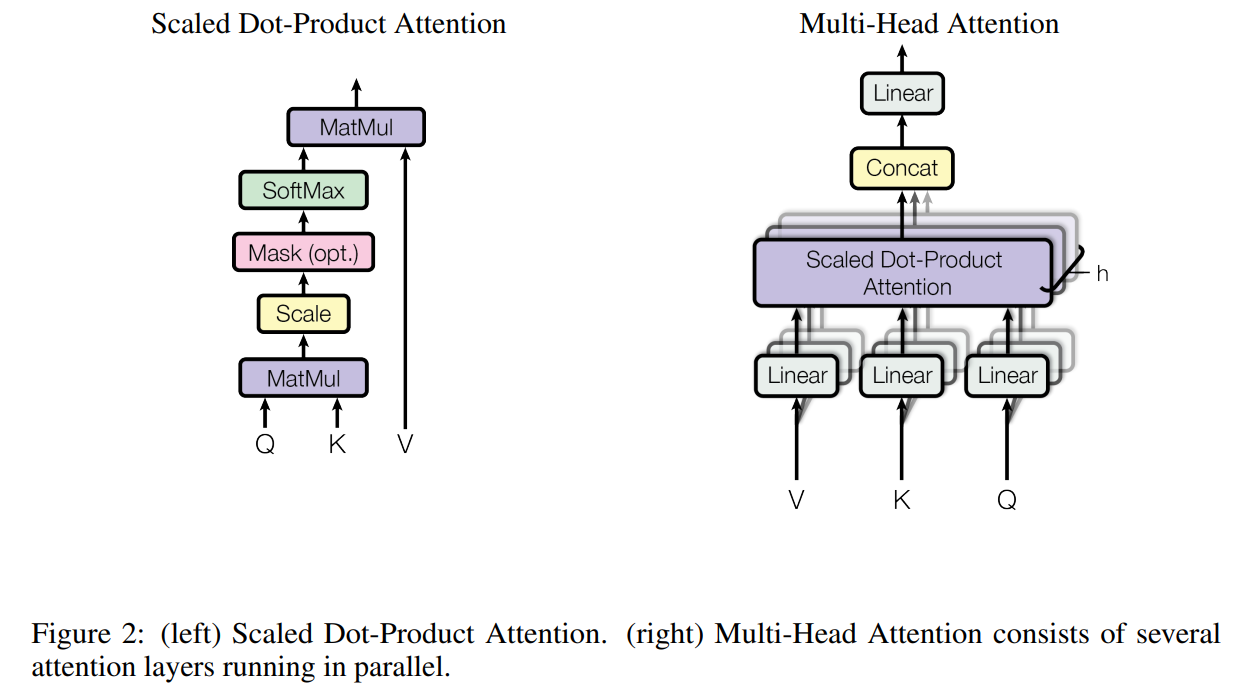 Scaled Dot-Product Attention
MatMul
SoftMax
Mask (opt.)
Scale
MatMul
Q K V
Multi-Head Attention
Linear
Concat
Scaled Dot-Product
Attention
h
Linear Linear Linear
V K Q
Figure 2: (left) Scaled Dot-Product Attention. (right) Multi-Head Attention consists of several
attention layers running in parallel.